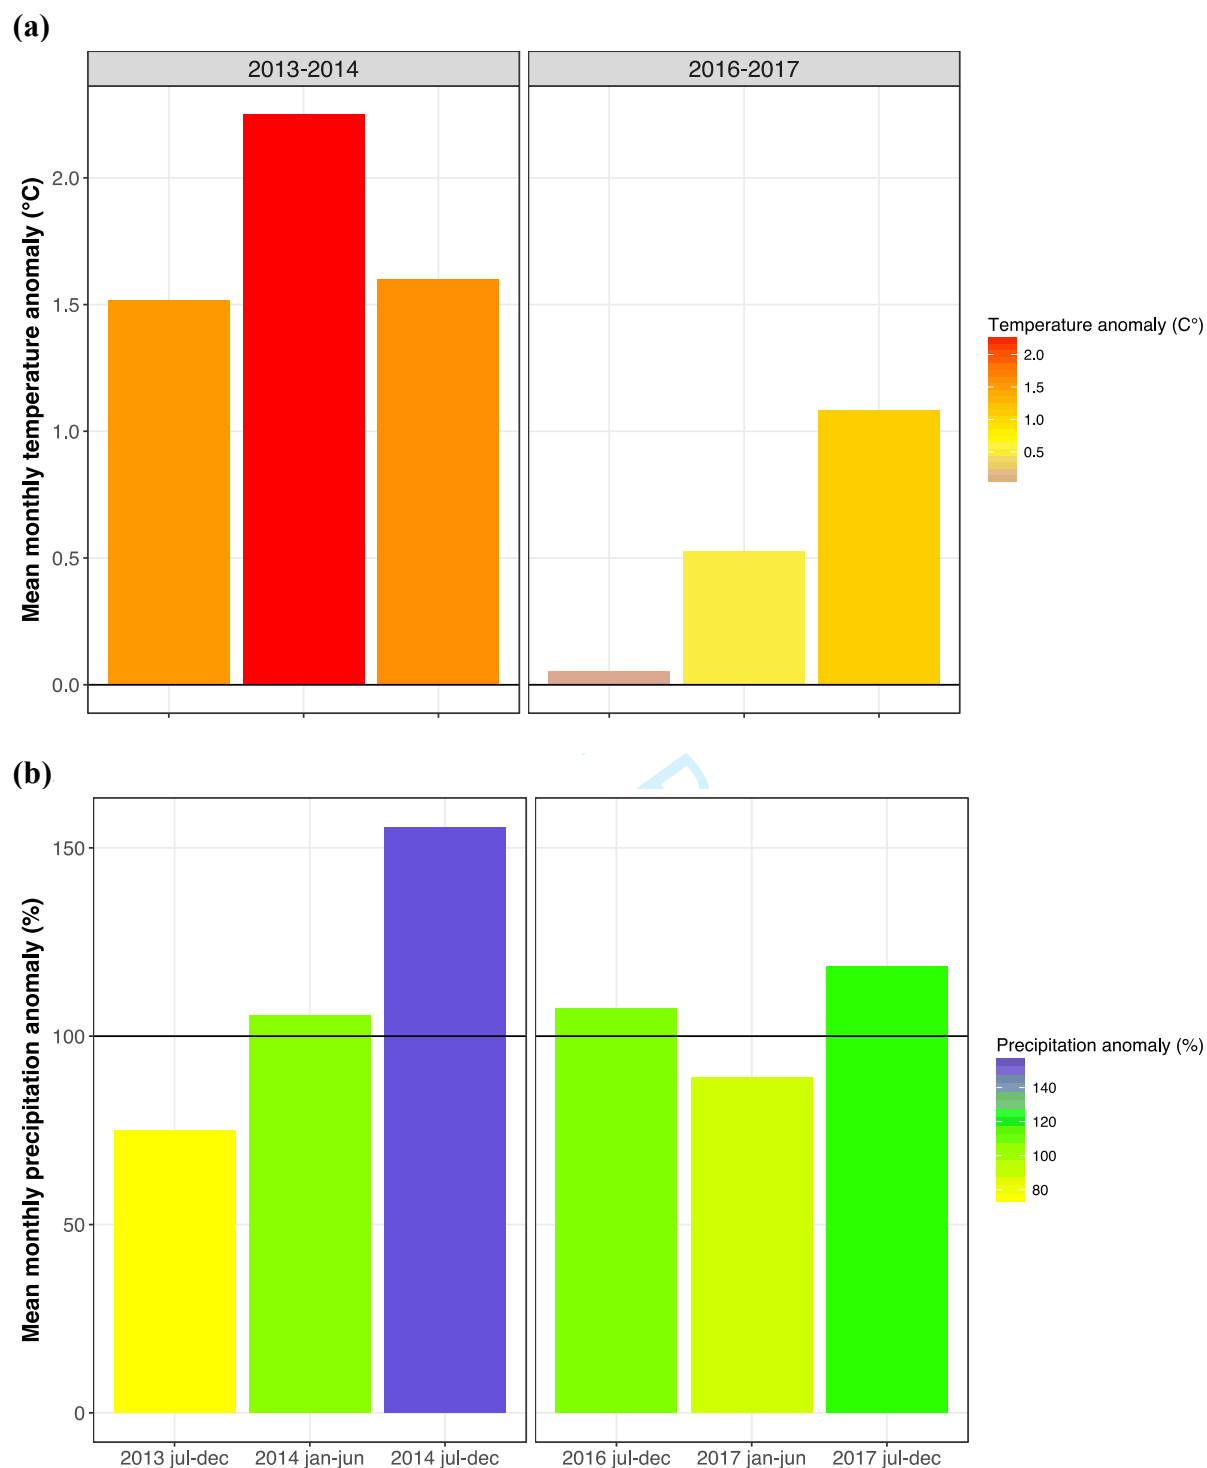 (a)
2013-2014
2016-2017
Mean monthly temperature anomaly (°C)
2.0
1.5
1.0
0.5
0.0
Temperature anomaly (C°)
2.0
1.5
1.0
0.5
(b)
Mean monthly precipitation anomaly (%)
150
100
50
0
Precipitation anomaly (%)
140
120
100
80
2013 jul-dec 2014 jan-jun 2014 jul-dec 2016 jul-dec 2017 jan-jun 2017 jul-dec